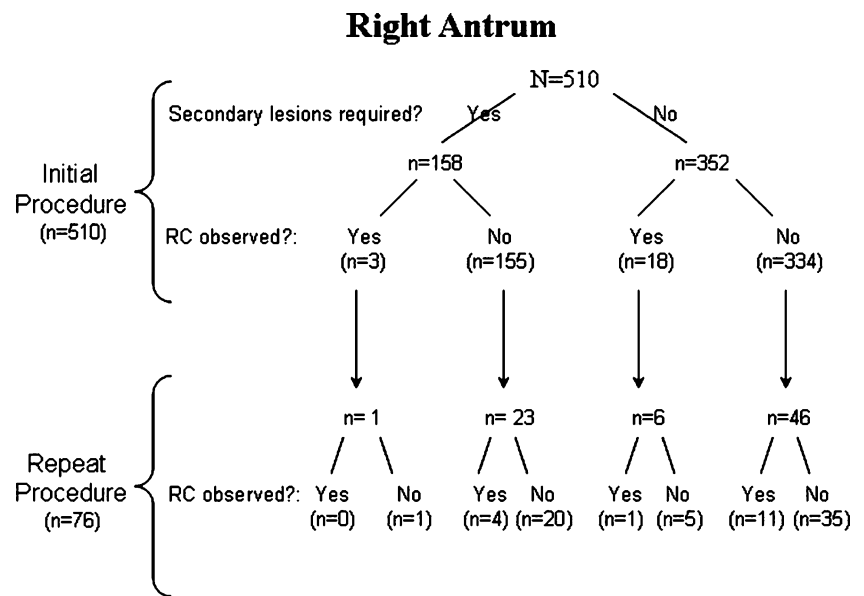 Right Antrum
N=510
Secondary lesions required? Yes No
n=158 n=352
Initial
Procedure
(n=510)
RC observed?: Yes No Yes No
(n=3) (n=155) (n=18) (n=334)
n= 1 n= 23 n=6 n=46
Repeat
Procedure
(n=76)
RC observed?: Yes No Yes No Yes No Yes No
(n=0) (n=1) (n=4) (n=20) (n=1) (n=5) (n=11) (n=35)